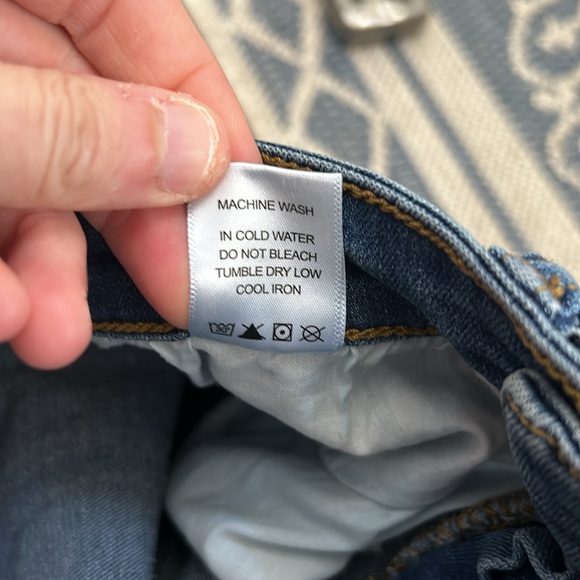 MACHINE WASH
IN COLD WATER
DO NOT BLEACH
TUMBLE DRY LOW
COOL IRON